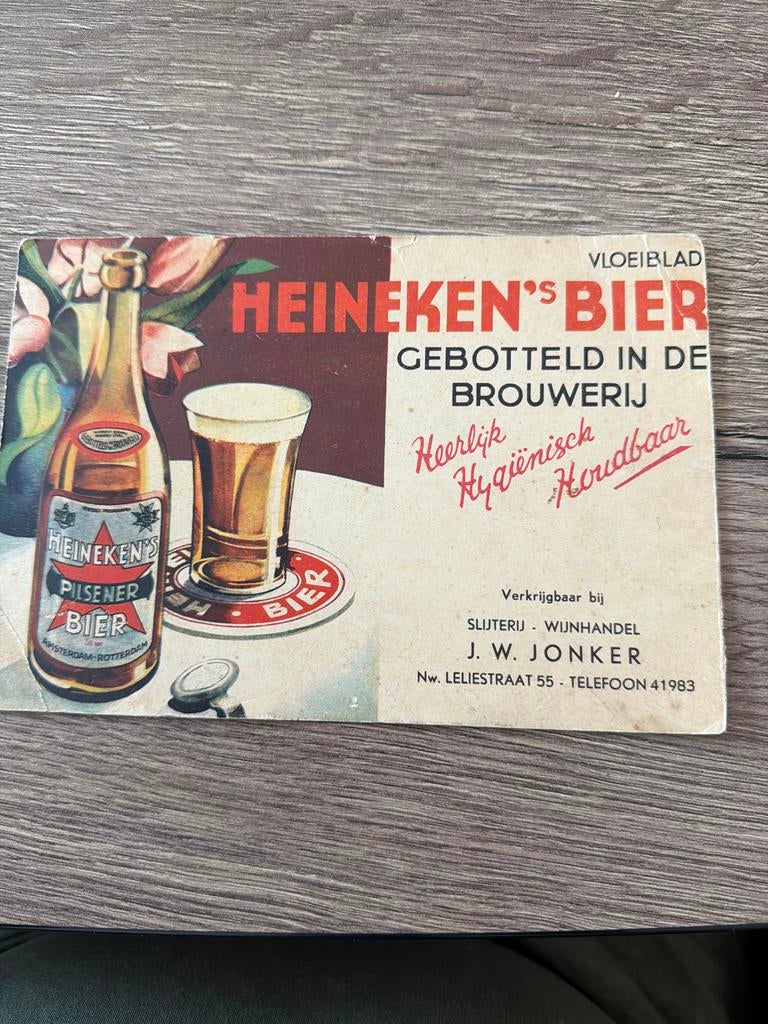 VLOEIBLAD
HEINEKEN'S BIER
GEBOTTELD IN DE
BROUWERIJ
Heerlijk
Hygiënisch
Houdbaar
HEINEKEN'S
PILSENER
BIER
AMSTERDAM-ROTTERDAM
BIER
Verkrijgbaar bij
SLIJTERIJ - WIJNHANDEL
J. W. JONKER
Nw. LELIESTRAAT 55 - TELEFOON 41983